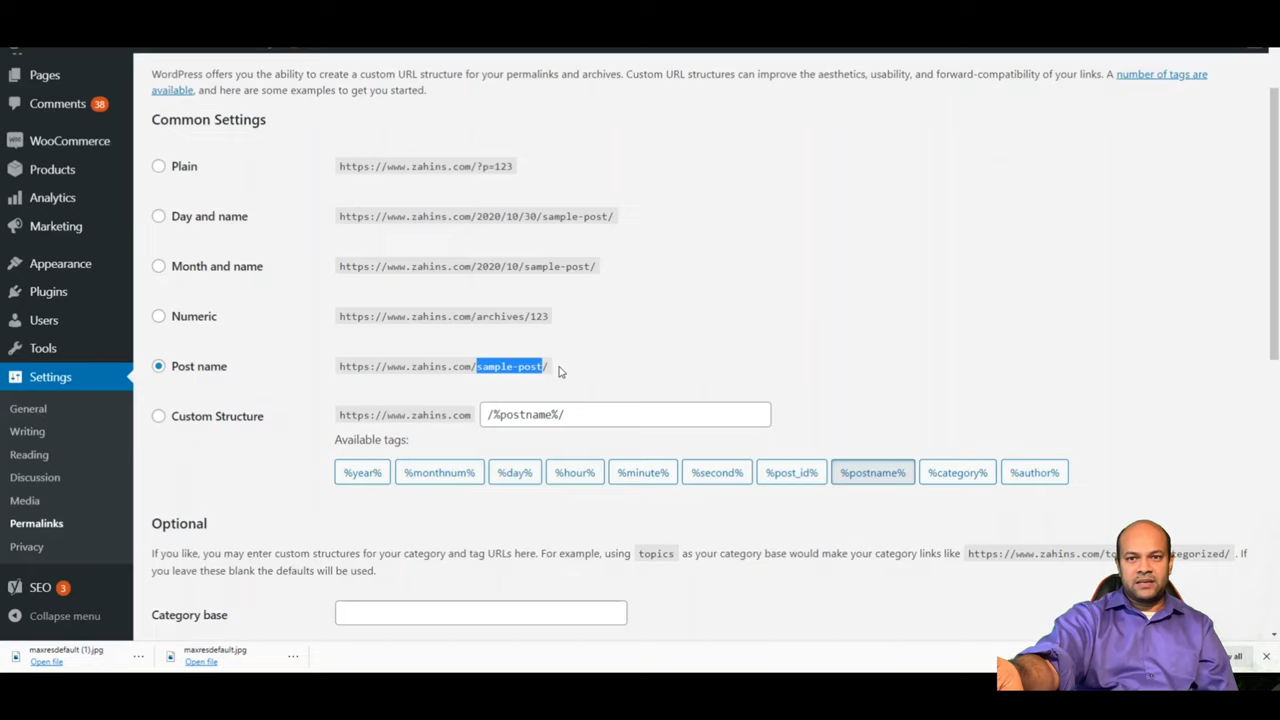 Pages
Comments 38
WooCommerce
Products
Analytics
Marketing
Appearance
Plugins
Users
Tools
Settings
General
Writing
Reading
Discussion
Media
Permalinks
Privacy
SEO 3
Collapse menu
WordPress offers you the ability to create a custom URL structure for your permalinks and archives. Custom URL structures can improve the aesthetics, usability, and forward-compatibility of your links. A number of tags are
available, and here are some examples to get you started.
Common Settings
Plain https://www.zahins.com/?p=123
Day and name https://www.zahins.com/2020/10/30/sample-post/
Month and name https://www.zahins.com/2020/10/sample-post/
Numeric https://www.zahins.com/archives/123
Post name https://www.zahins.com/sample-post/
Custom Structure https://www.zahins.com /%postname%/
Available tags:
%year% %monthnum% %day% %hour% %minute% %second% %post_id% %postname% %category% %author%
Optional
If you like, you may enter custom structures for your category and tag URLs here. For example, using topics as your category base would make your category links like https://www.zahins.com/ . If
you leave these blank the defaults will be used.
Category base
maxresdefault (1).jpg
Open file
maxresdefault.jpg
Open file
all